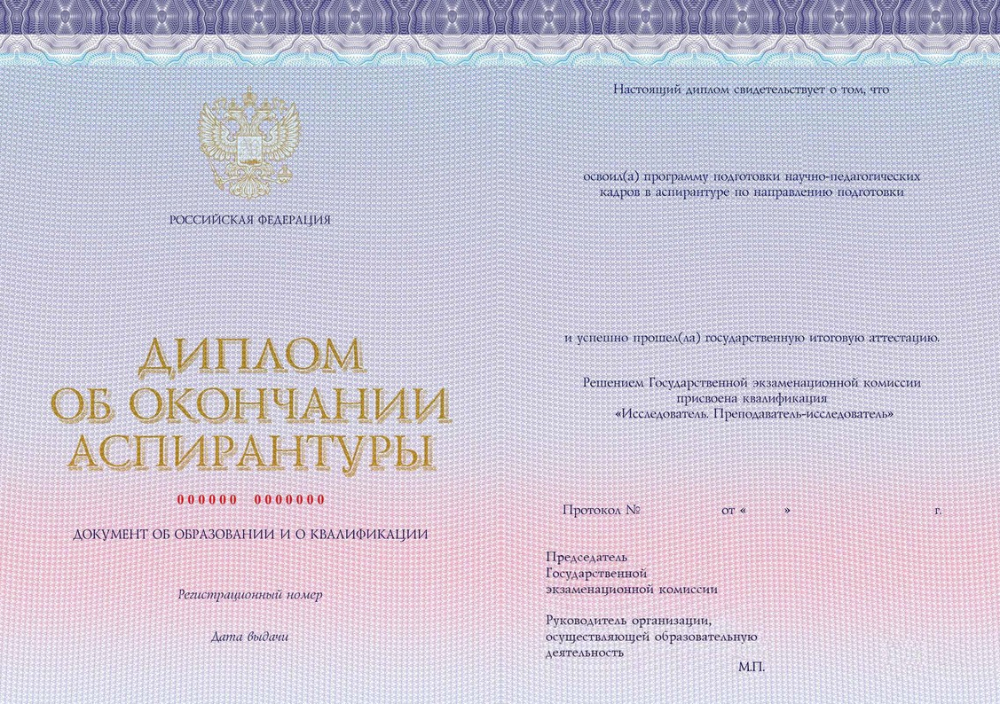 РОССИЙСКАЯ ФЕДЕРАЦИЯ
ДИПЛОМ
ОБ ОКОНЧАНИИ
АСПИРАНТУРЫ
000000 0000000
ДОКУМЕНТ ОБ ОБРАЗОВАНИИ И О КВАЛИФИКАЦИИ
Регистрационный номер
Дата выдачи
Настоящий диплом свидетельствует о том, что
освоил(а) программу подготовки научно-педагогических
кадров в аспирантуре по направлению подготовки
и успешно прошел(ла) государственную итоговую аттестацию.
Решением Государственной экзаменационной комиссии
присвоена квалификация
«Исследователь. Преподаватель-исследователь»
Протокол № от « » г.
Председатель
Государственной
экзаменационной комиссии
Руководитель организации,
осуществляющей образовательную
деятельность
М.П.